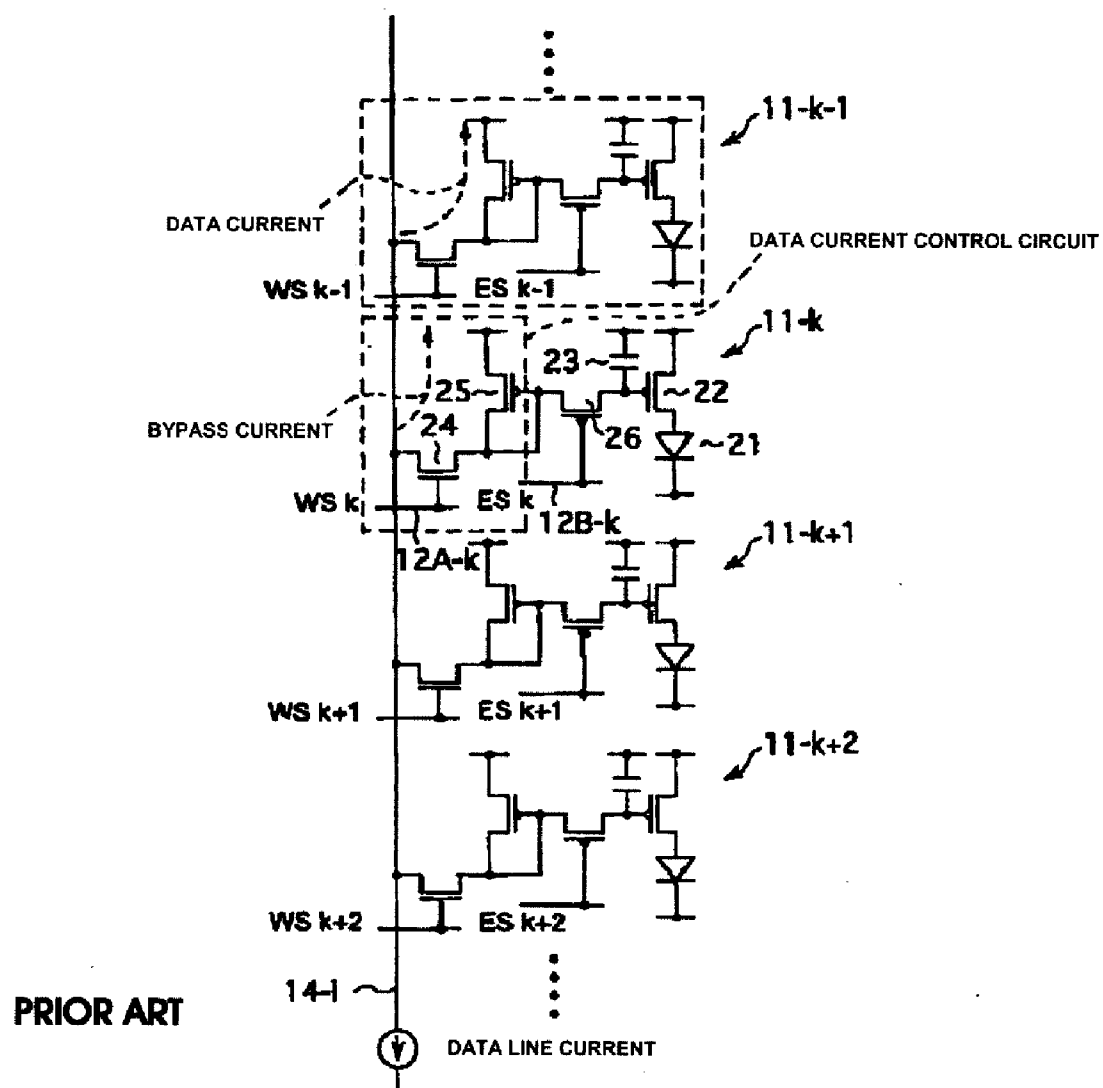 11-k-1
DATA CURRENT
DATA CURRENT CONTROL CIRCUIT
WS k-1
ES k-1
11-k
23
25
22
BYPASS CURRENT
24
26
21
WS k
ES k
12B-k
12A-k
11-k+1
WS k+1
ES k+1
11-k+2
WS k+2
ES k+2
14-i
PRIOR ART
DATA LINE CURRENT